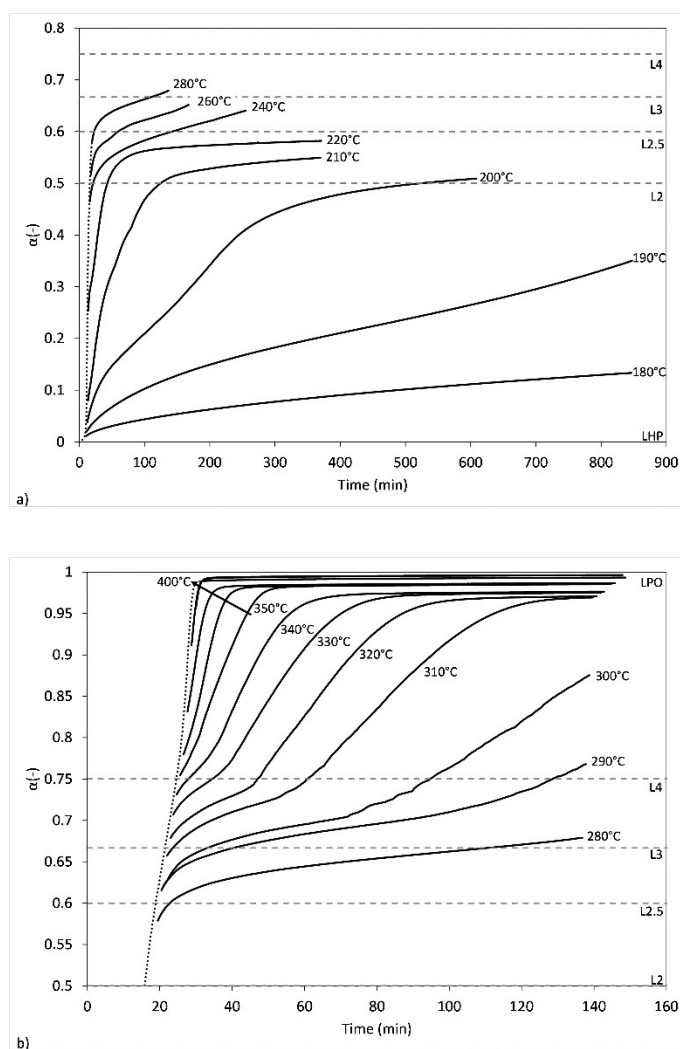 0.8
L4
0.7
280°C
260°C
L3
240°C
0.6
220°C
L2.5
210°C
0.5
200°C
L2
α(-)
0.4
190°C
0.3
0.2
180°C
0.1
0
LHP
0 100 200 300 400 500 600 700 800 900
Time (min)
a)
1
400°C
LPO
0.95
350°C
340°C
330°C
0.9
320°C
310°C
300°C
0.85
0.8
290°C
α(-)
0.75
L4
0.7
280°C
L3
0.65
0.6
L2.5
0.55
0.5
L2
0 20 40 60 80 100 120 140 160
Time (min)
b)